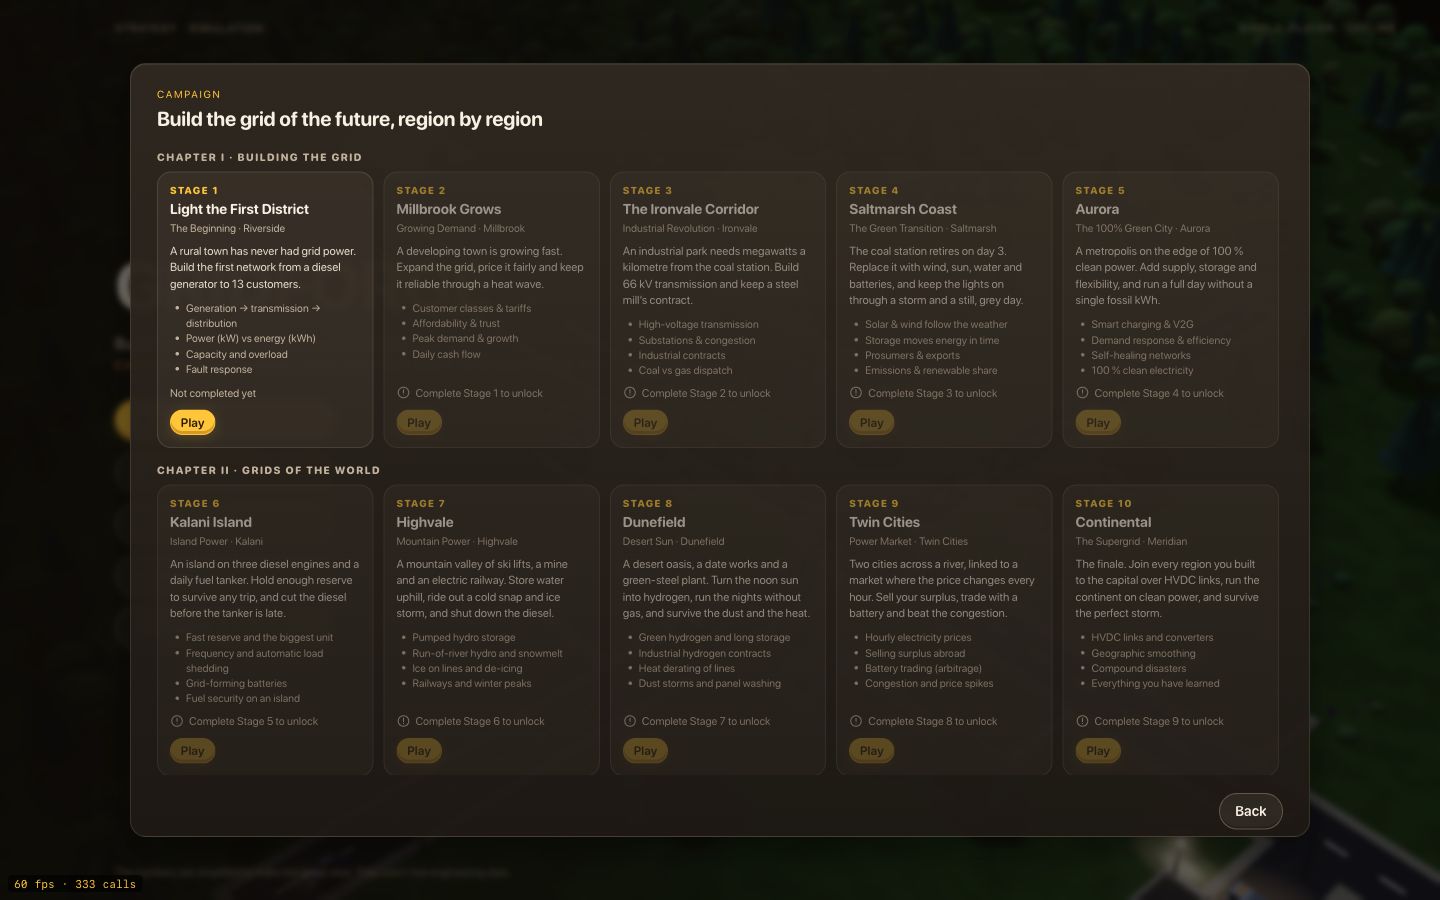 CAMPAIGN
Build the grid of the future, region by region
CHAPTER I · BUILDING THE GRID
STAGE 1
Light the First District
The Beginning · Riverside
A rural town has never had grid power.
Build the first network from a diesel
generator to 13 customers.
• Generation → transmission →
distribution
• Power (kW) vs energy (kWh)
• Capacity and overload
• Fault response
Not completed yet
Play
STAGE 2
Millbrook Grows
Growing Demand · Millbrook
A developing town is growing fast.
Expand the grid, price it fairly and keep
it reliable through a heat wave.
• Customer classes & tariffs
• Affordability & trust
• Peak demand & growth
• Daily cash flow
Complete Stage 1 to unlock
Play
STAGE 3
The Ironvale Corridor
Industrial Revolution · Ironvale
An industrial park needs megawatts a
kilometre from the coal station. Build
66 kV transmission and keep a steel
mill's contract.
• High-voltage transmission
• Substations & congestion
• Industrial contracts
• Coal vs gas dispatch
Complete Stage 2 to unlock
Play
STAGE 4
Saltmarsh Coast
The Green Transition · Saltmarsh
The coal station retires on day 3.
Replace it with wind, sun, water and
batteries, and keep the lights on
through a storm and a still, grey day.
• Solar & wind follow the weather
• Storage moves energy in time
• Prosumers & exports
• Emissions & renewable share
Complete Stage 3 to unlock
Play
STAGE 5
Aurora
The 100% Green City · Aurora
A metropolis on the edge of 100 %
clean power. Add supply, storage and
flexibility, and run a full day without a
single fossil kWh.
• Smart charging & V2G
• Demand response & efficiency
• Self-healing networks
• 100 % clean electricity
Complete Stage 4 to unlock
Play
CHAPTER II · GRIDS OF THE WORLD
STAGE 6
Kalani Island
Island Power · Kalani
An island on three diesel engines and a
daily fuel tanker. Hold enough reserve
to survive any trip, and cut the diesel
before the tanker is late.
• Fast reserve and the biggest unit
• Frequency and automatic load
shedding
• Grid-forming batteries
• Fuel security on an island
Complete Stage 5 to unlock
Play
STAGE 7
Highvale
Mountain Power · Highvale
A mountain valley of ski lifts, a mine
and an electric railway. Store water
uphill, ride out a cold snap and ice
storm, and shut down the diesel.
• Pumped hydro storage
• Run-of-river hydro and snowmelt
• Ice on lines and de-icing
• Railways and winter peaks
Complete Stage 6 to unlock
Play
STAGE 8
Dunefield
Desert Sun · Dunefield
A desert oasis, a date works and a
green-steel plant. Turn the noon sun
into hydrogen, run the nights without
gas, and survive the dust and the heat.
• Green hydrogen and long storage
• Industrial hydrogen contracts
• Heat derating of lines
• Dust storms and panel washing
Complete Stage 7 to unlock
Play
STAGE 9
Twin Cities
Power Market · Twin Cities
Two cities across a river, linked to a
market where the price changes every
hour. Sell your surplus, trade with a
battery and beat the congestion.
• Hourly electricity prices
• Selling surplus abroad
• Battery trading (arbitrage)
• Congestion and price spikes
Complete Stage 8 to unlock
Play
STAGE 10
Continental
The Supergrid · Meridian
The finale. Join every region you built
to the capital over HVDC links, run the
continent on clean power, and survive
the perfect storm.
• HVDC links and converters
• Geographic smoothing
• Compound disasters
• Everything you have learned
Complete Stage 9 to unlock
Play
Back
60 fps · 333 calls